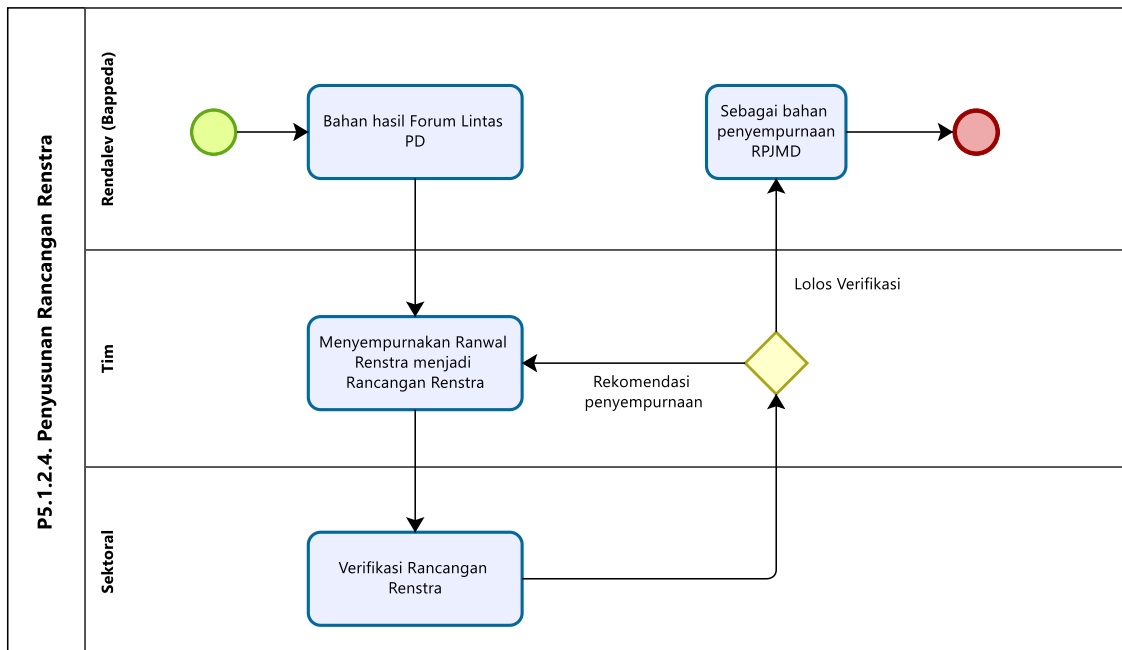 P5.1.2.4. Penyusunan Rancangan Renstra
Rendalev (Bappeda)
Bahan hasil Forum Lintas
PD
Sebagai bahan
penyempurnaan
RPJMD
Tim
Menyempurnakan Ranwal
Renstra menjadi
Rancangan Renstra
Rekomendasi
penyempurnaan
Lolos Verifikasi
Sektoral
Verifikasi Rancangan
Renstra